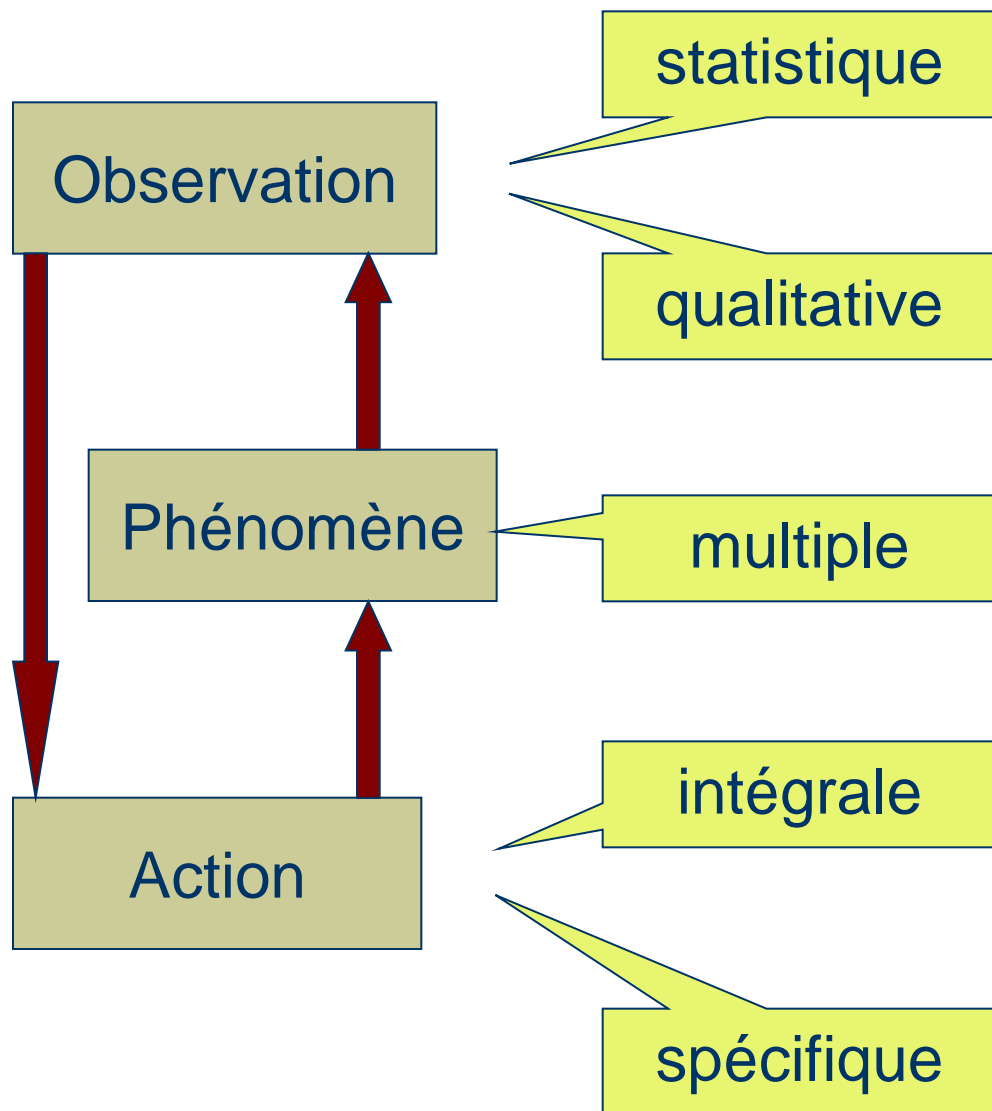 statistique
Observation
qualitative
Phénomène
multiple
intégrale
Action
spécifique